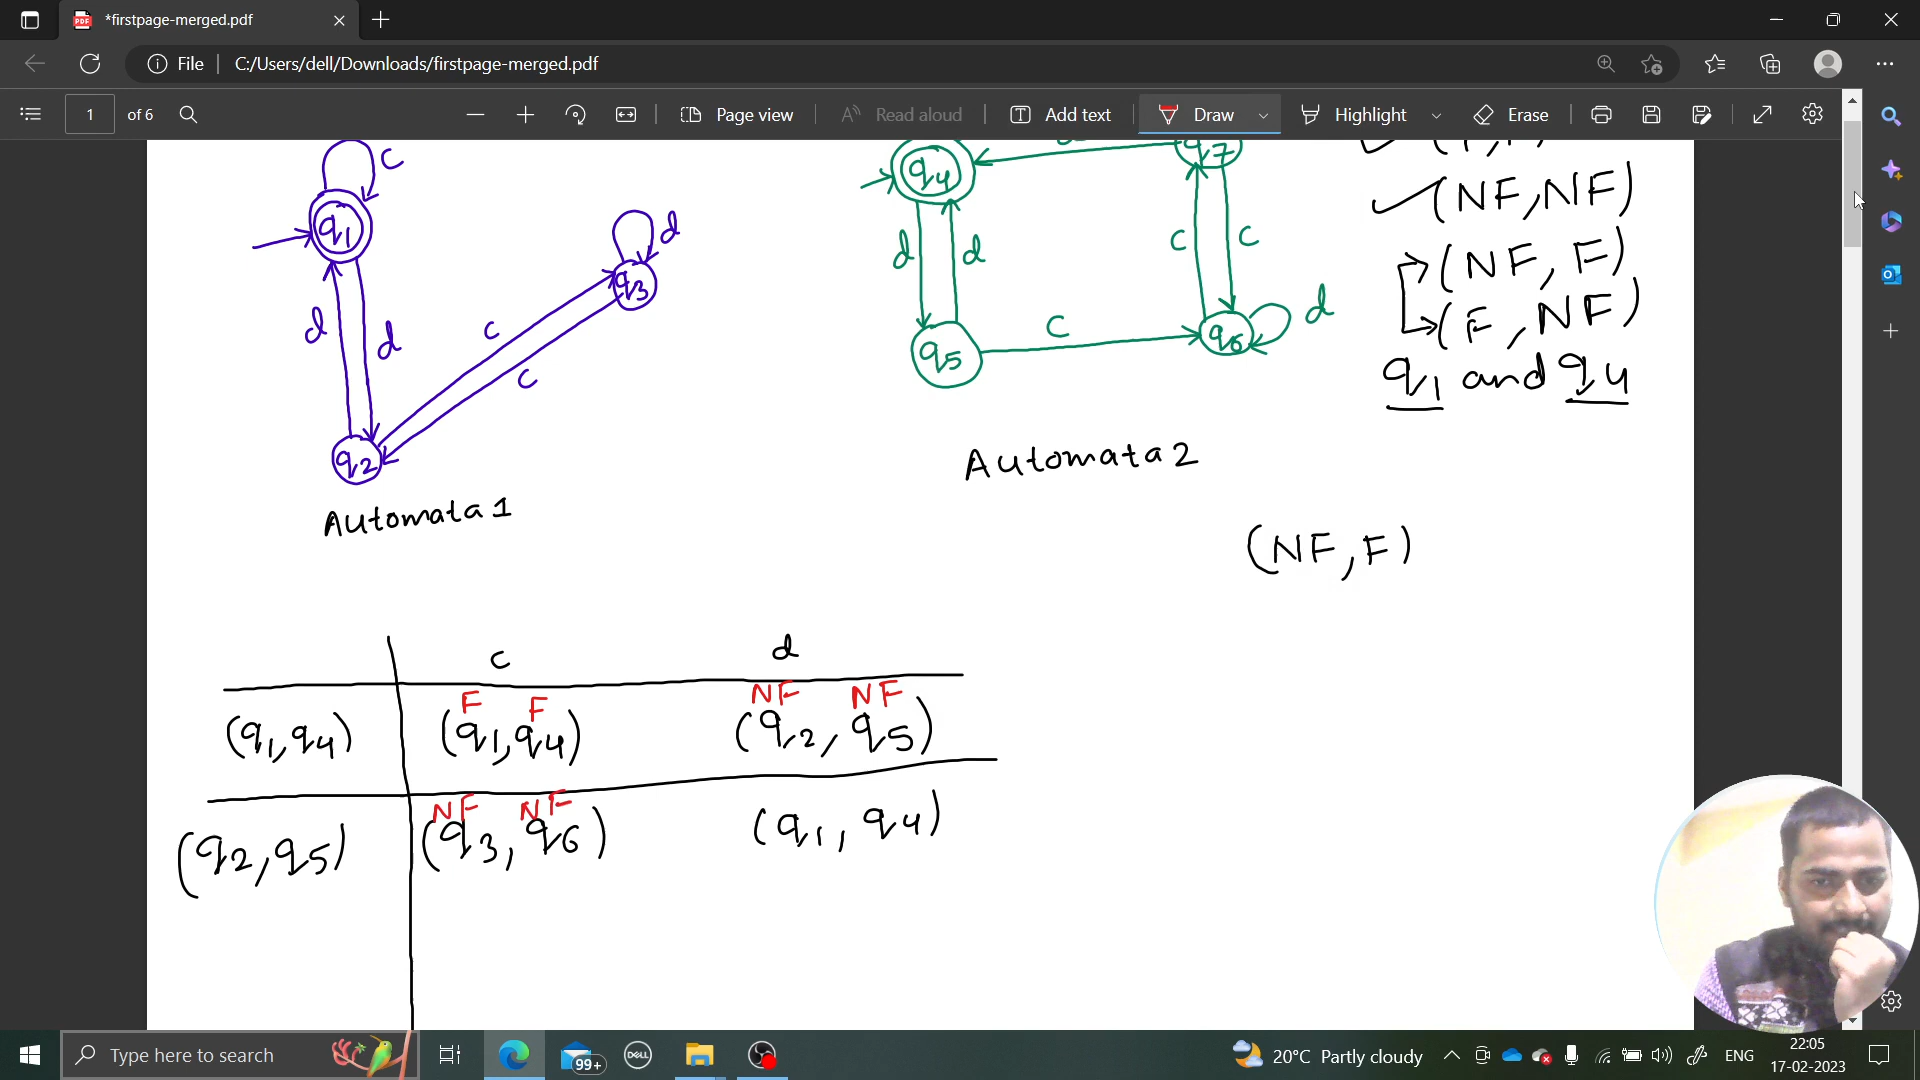 *firstpage-merged.pdf
File C:/Users/dell/Downloads/firstpage-merged.pdf
1 of 6 Page view Read aloud Add text Draw Highlight Erase
c
q1
d
d
c
c
d
q3
q2
Automata 1
q4
q7
d
d
c
c
c
q5
q6
d
Automata 2
(NF,NF)
(NF, F)
(F, NF)
q1 and q4
(NF, F)
c d
F F NF NF
(q1,q4) (q1,q4) (q2, q5)
NF NF
(q2,q5) (q3, q6) (q1, q4)
Type here to search
99+
DELL
20°C Partly cloudy
ENG
22:05
17-02-2023